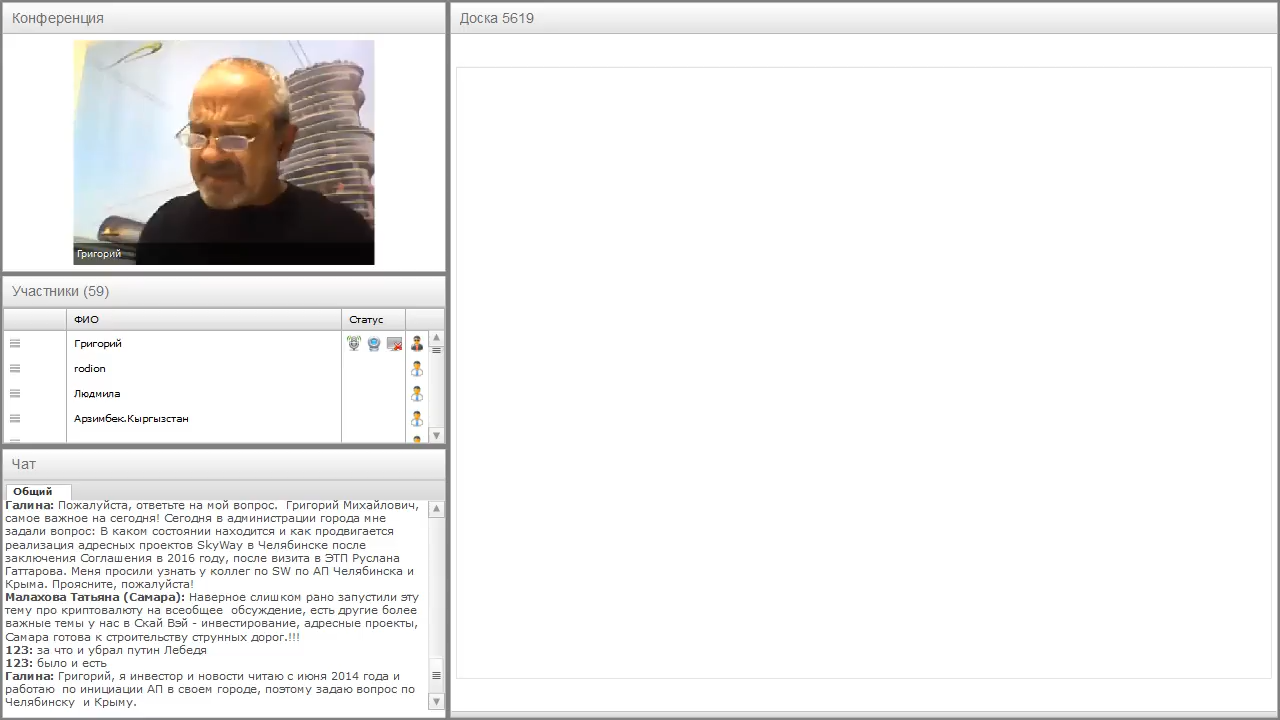 Конференция
Доска 5619
Григорий
Участники (59)
ФИО
Статус
Григорий
rodion
Людмила
Арзимбек.Кыргызстан
Чат
Общий
Галина: Пожалуйста, ответьте на мой вопрос.  Григорий Михайлович,
самое важное на сегодня! Сегодня в администрации города мне
задали вопрос: В каком состоянии находится и как продвигается
реализация адресных проектов SkyWay в Челябинске после
заключения Соглашения в 2016 году, после визита в ЭТП Руслана
Гаттарова. Меня просили узнать у коллег по SW по АП Челябинска и
Крыма. Проясните, пожалуйста!
Малахова Татьяна (Самара): Наверное слишком рано запустили эту
тему про криптовалюту на всеобщее  обсуждение, есть другие более
важные темы у нас в Скай Вэй - инвестирование, адресные проекты,
Самара готова к строительству струнных дорог.!!!
123: за что и убрал путин Лебедя
123: было и есть
Галина: Григорий, я инвестор и новости читаю с июня 2014 года и
работаю  по инициации АП в своем городе, поэтому задаю вопрос по
Челябинску  и Крыму.